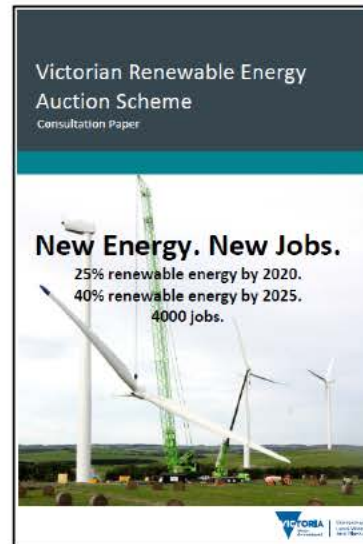 Victorian Renewable Energy
Auction Scheme
Consultation Paper
New Energy. New Jobs.
25% renewable energy by 2020.
40% renewable energy by 2025.
4000 jobs.
VICTORIA